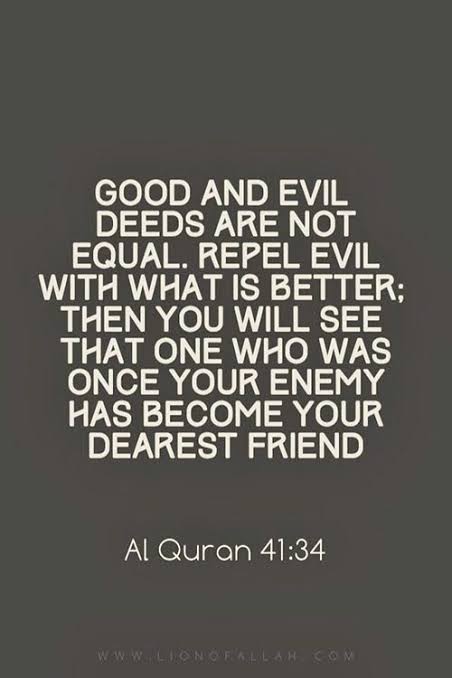 GOOD AND EVIL
DEEDS ARE NOT
EQUAL. REPEL EVIL
WITH WHAT IS BETTER;
THEN YOU WILL SEE
THAT ONE WHO WAS
ONCE YOUR ENEMY
HAS BECOME YOUR
DEAREST FRIEND
Al Quran 41:34
WWW.LIONOFALLAH.COM